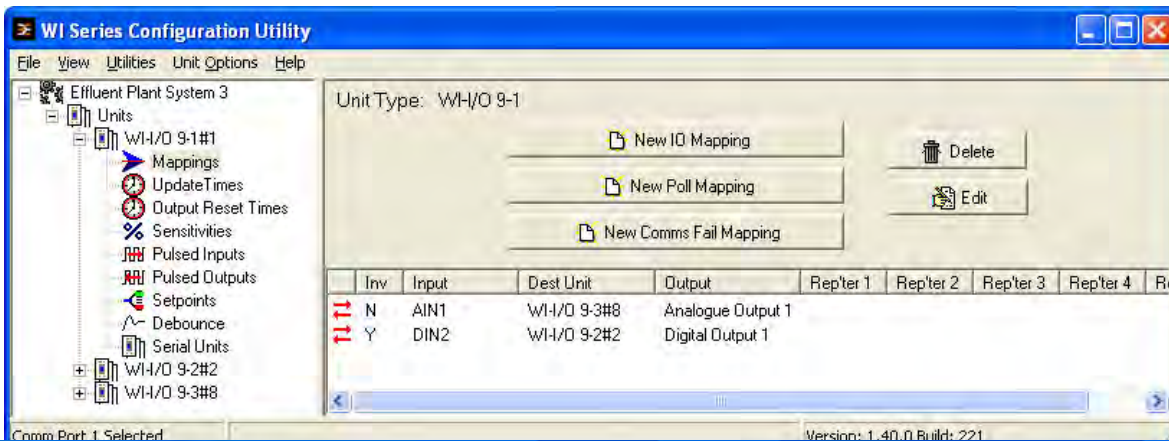 WI Series Configuration Utility
File View Utilities Unit Options Help
Effluent Plant System 3
Units
WI-I/O 9-1#1
Mappings
UpdateTimes
Output Reset Times
Sensitivities
Pulsed Inputs
Pulsed Outputs
Setpoints
Debounce
Serial Units
WI-I/O 9-2#2
WI-I/O 9-3#8
Unit Type: WI-I/O 9-1
New IO Mapping
New Poll Mapping
New Comms Fail Mapping
Delete
Edit
Inv Input Dest Unit Output Rep'ter 1 Rep'ter 2 Rep'ter 3 Rep'ter 4
N AIN1 WI-I/O 9-3#8 Analogue Output 1
Y DIN2 WI-I/O 9-2#2 Digital Output 1
Comm Port 1 Selected Version: 1.40.0 Build: 221